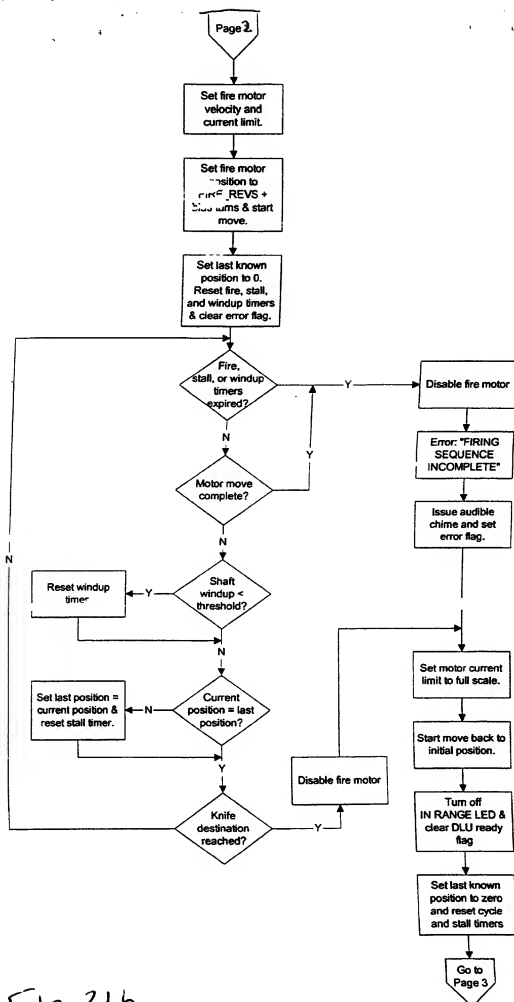 Page 2
Set fire motor
velocity and
current limit.
Set fire motor
position to
FIRE_REVS +
turns & start
move.
Set last known
position to 0.
Reset fire, stall,
and windup timers
& clear error flag.
Fire,
stall, or windup
timers
expired?
Y
Disable fire motor
N
Y
Error: "FIRING
SEQUENCE
INCOMPLETE"
Motor move
complete?
Issue audible
chime and set
error flag.
N
N
Shaft
windup <
threshold?
Y
Reset windup
timer
N
Set motor current
limit to full scale.
Current
position = last
position?
N
Set last position =
current position &
reset stall timer.
Start move back to
initial position.
Y
Disable fire motor
Turn off
IN RANGE LED &
clear DLU ready
flag
Knife
destination
reached?
Y
Set last known
position to zero
and reset cycle
and stall timers
Go to
Page 3
Fig. 21b